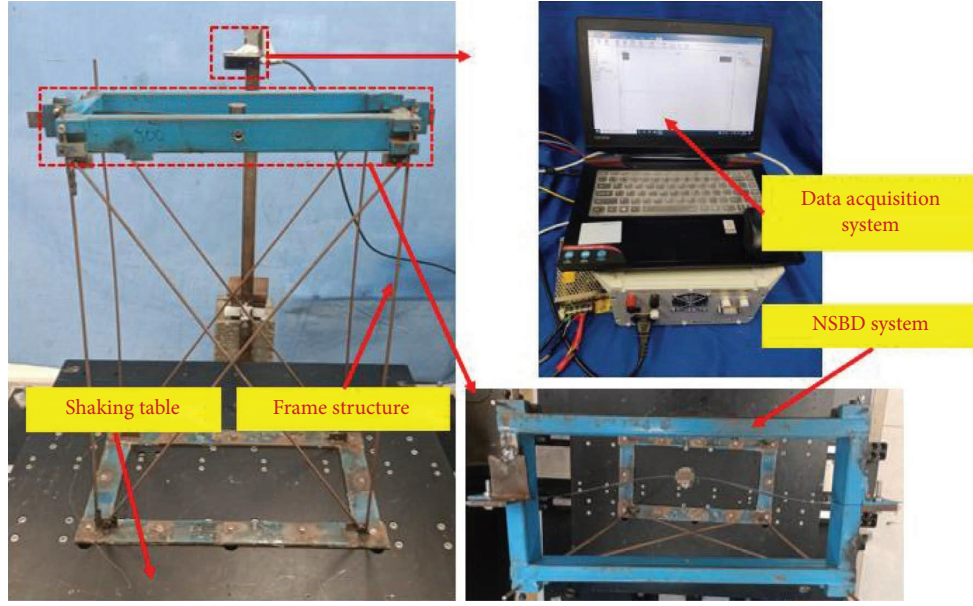 Data acquisition
system
NSBD system
Shaking table
Frame structure